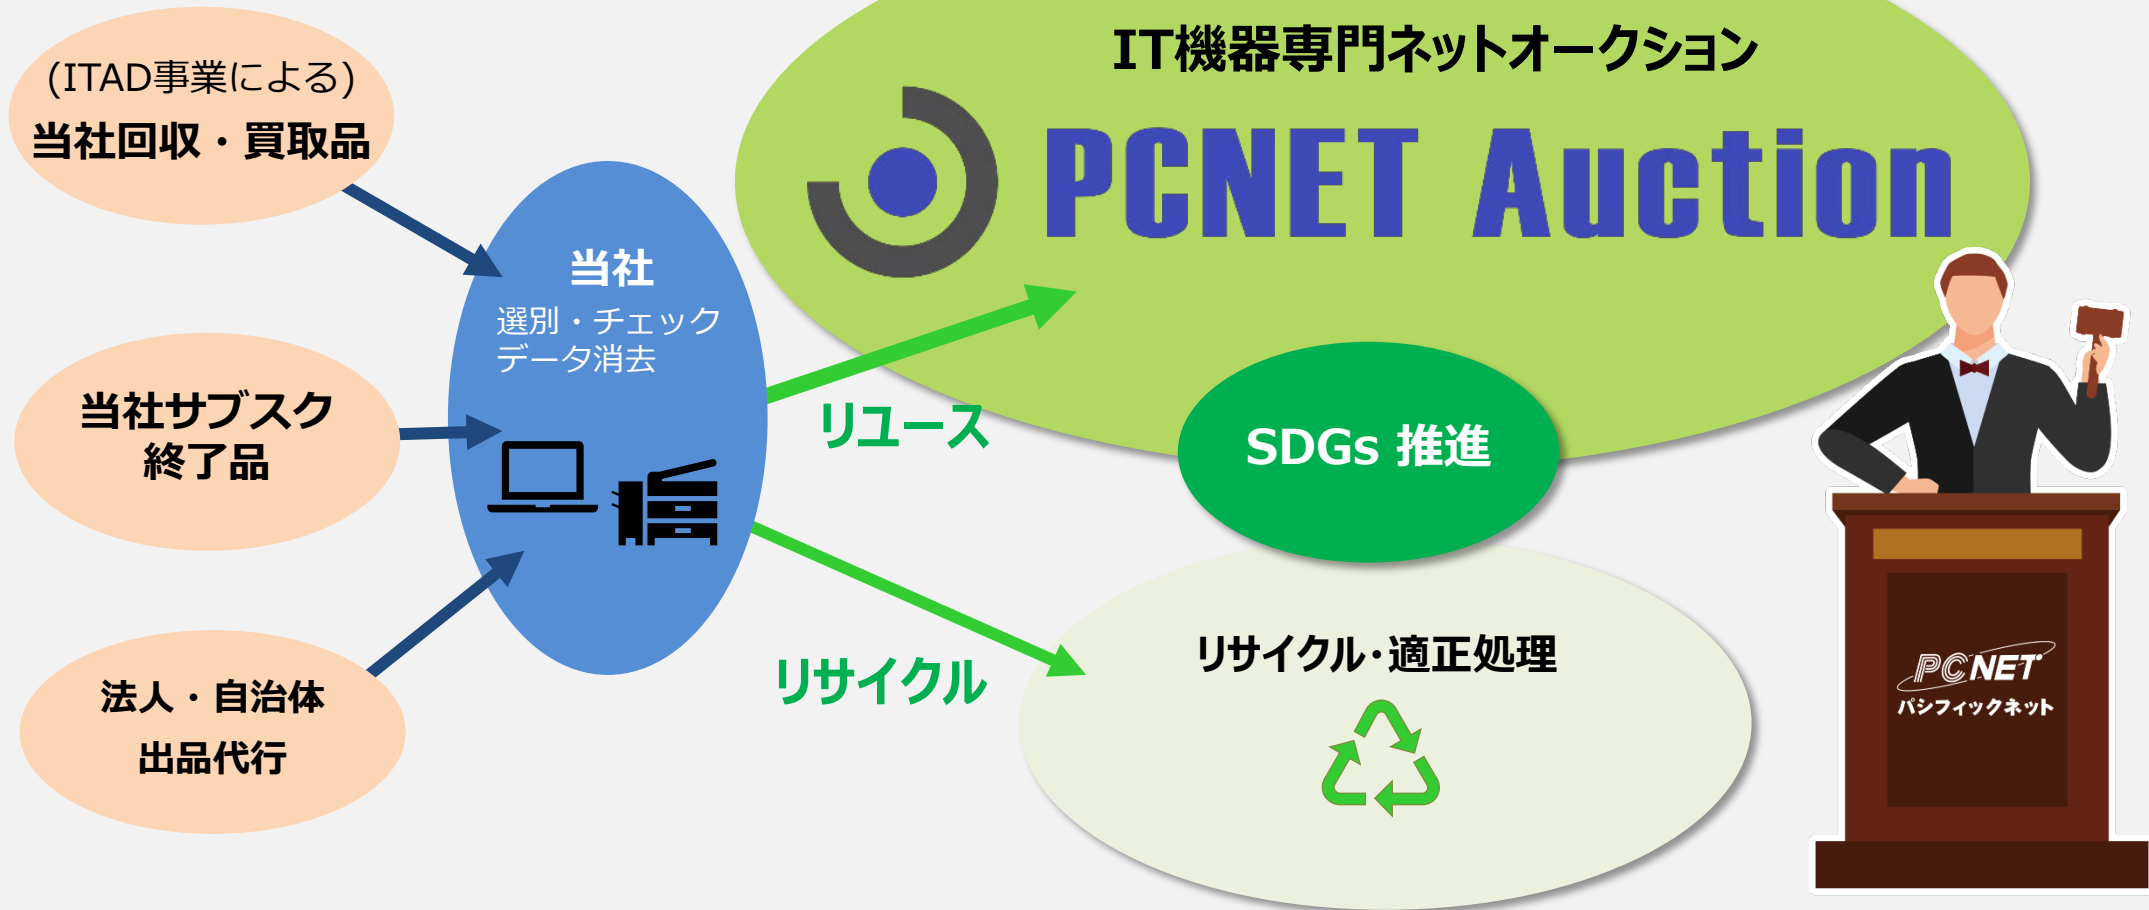 (ITAD事業による)
当社回収・買取品
当社サブスク
終了品
法人・自治体
出品代行
当社
選別・チェック
データ消去
リユース
リサイクル
IT機器専門ネットオークション
PCNET Auction
SDGs 推進
リサイクル・適正処理
PCNET
パシフィックネット